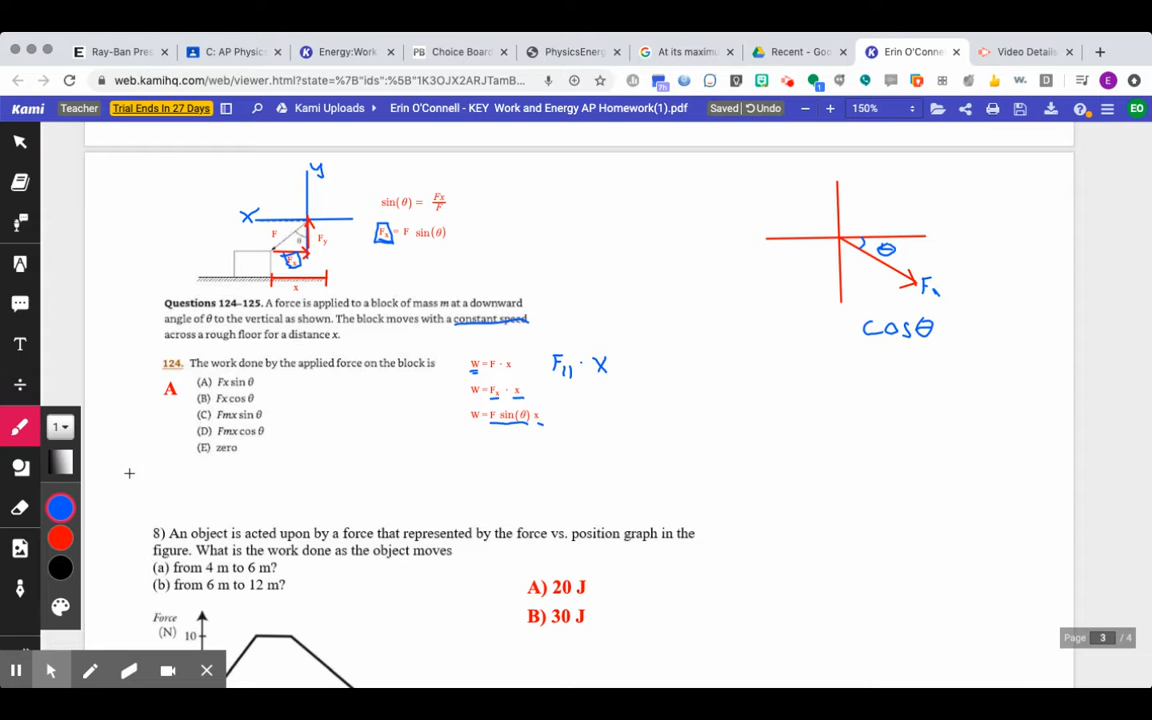 Ray-Ban Pres
C: AP Physics
Energy:Work
PB Choice Board
PhysicsEnerg
At its maximu
Recent - Goo
Erin O'Connel
Video Details
web.kamihq.com/web/viewer.html?state=%7B"ids"%3A%5B"1K3OJX2ARJTamB...
Kami Teacher Trial Ends In 27 Days Kami Uploads Erin O'Connell - KEY Work and Energy AP Homework(1).pdf Saved Undo 150% EO
y
x
F
θ
Fy
Fx
x
sin(θ) = Fx/F
Fx = F sin(θ)
θ
Fx
cosθ
Questions 124–125. A force is applied to a block of mass m at a downward
angle of θ to the vertical as shown. The block moves with a constant speed
across a rough floor for a distance x.
124. The work done by the applied force on the block is
A
(A) Fx sin θ
(B) Fx cos θ
(C) Fmx sin θ
(D) Fmx cos θ
(E) zero
W = F · x
W = Fx · x
W = F sin(θ) x
F|| · x
8) An object is acted upon by a force that represented by the force vs. position graph in the
figure. What is the work done as the object moves
(a) from 4 m to 6 m?
(b) from 6 m to 12 m?
A) 20 J
B) 30 J
Force
(N)
10
Page 3 / 4
T
1